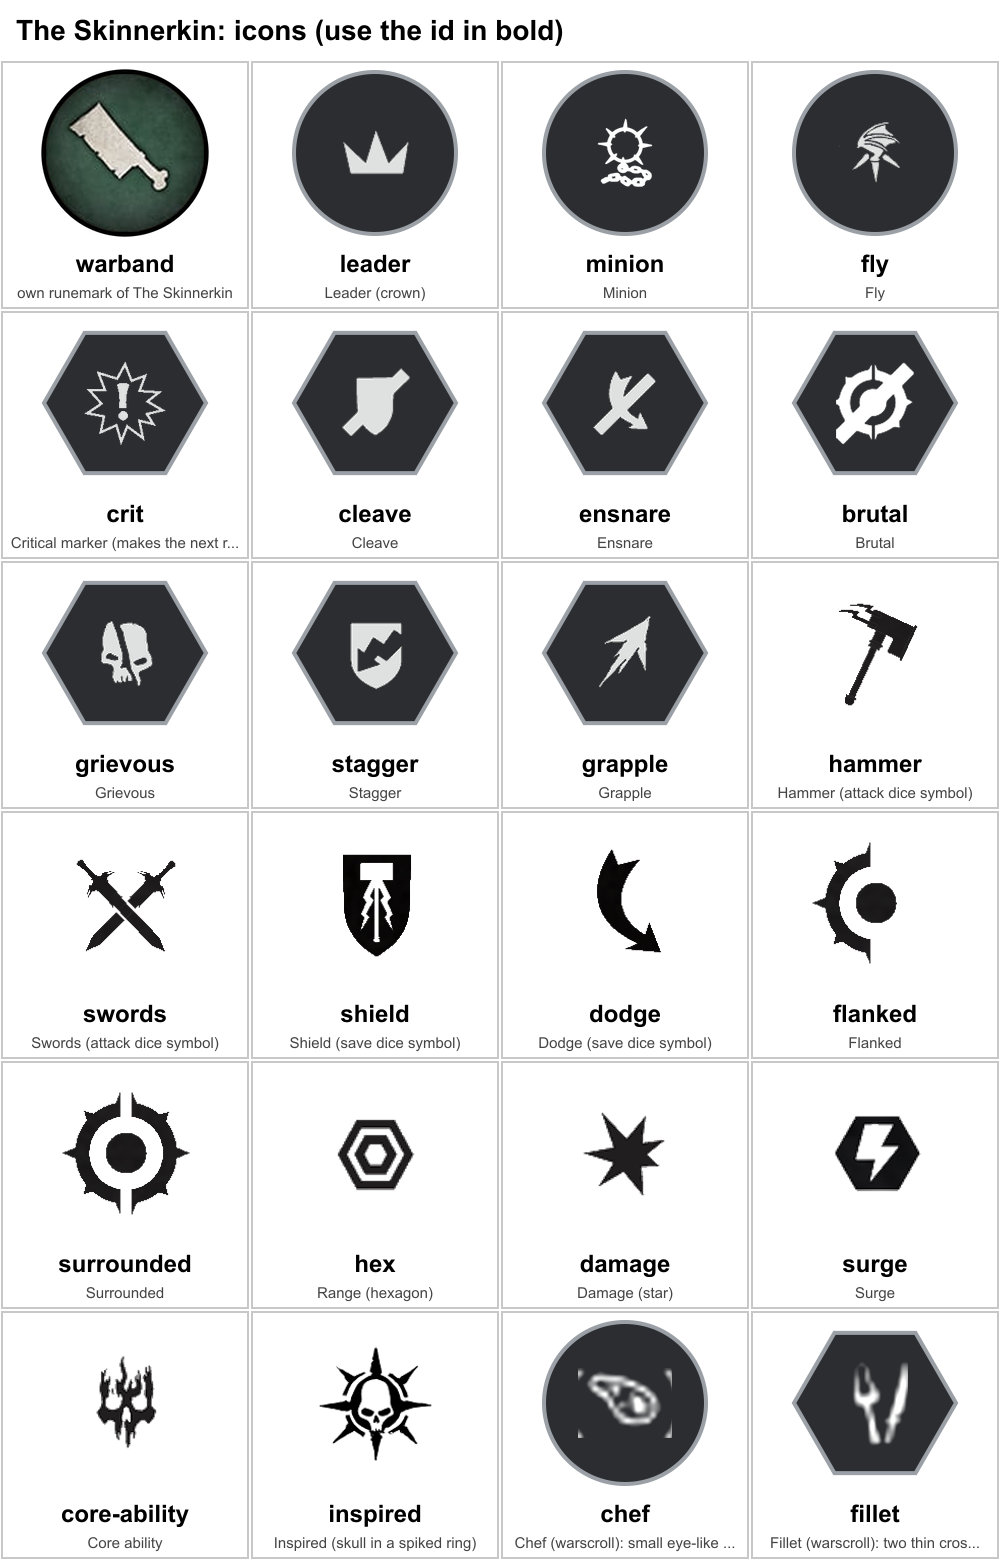 The Skinnerkin: icons (use the id in bold)
warband
own runemark of The Skinnerkin
leader
Leader (crown)
minion
Minion
fly
Fly
crit
Critical marker (makes the next r...
cleave
Cleave
ensnare
Ensnare
brutal
Brutal
grievous
Grievous
stagger
Stagger
grapple
Grapple
hammer
Hammer (attack dice symbol)
swords
Swords (attack dice symbol)
shield
Shield (save dice symbol)
dodge
Dodge (save dice symbol)
flanked
Flanked
surrounded
Surrounded
hex
Range (hexagon)
damage
Damage (star)
surge
Surge
core-ability
Core ability
inspired
Inspired (skull in a spiked ring)
chef
Chef (warscroll): small eye-like ...
fillet
Fillet (warscroll): two thin cros...